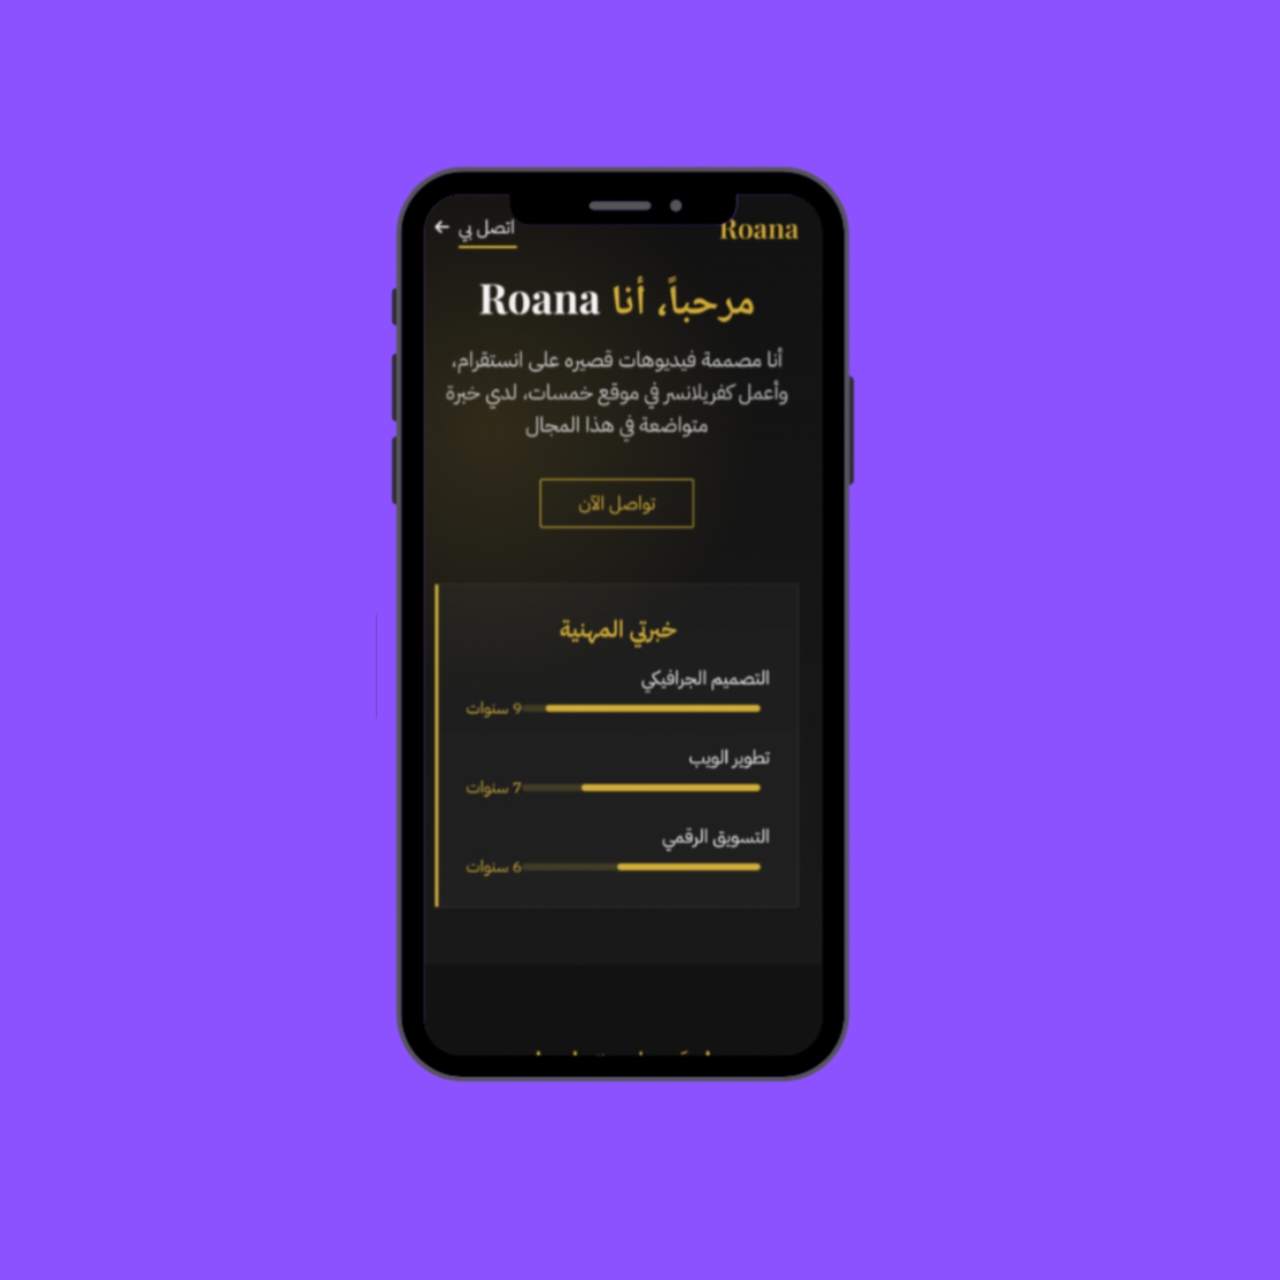 Roana
اتصل بي ←
مرحباً، أنا Roana
أنا مصممة فيديوهات قصيره على انستقرام،
وأعمل كفريلانسر في موقع خمسات، لدي خبرة
متواضعة في هذا المجال
تواصل الآن
خبرتي المهنية
التصميم الجرافيكي
9 سنوات
تطوير الويب
7 سنوات
التسويق الرقمي
6 سنوات